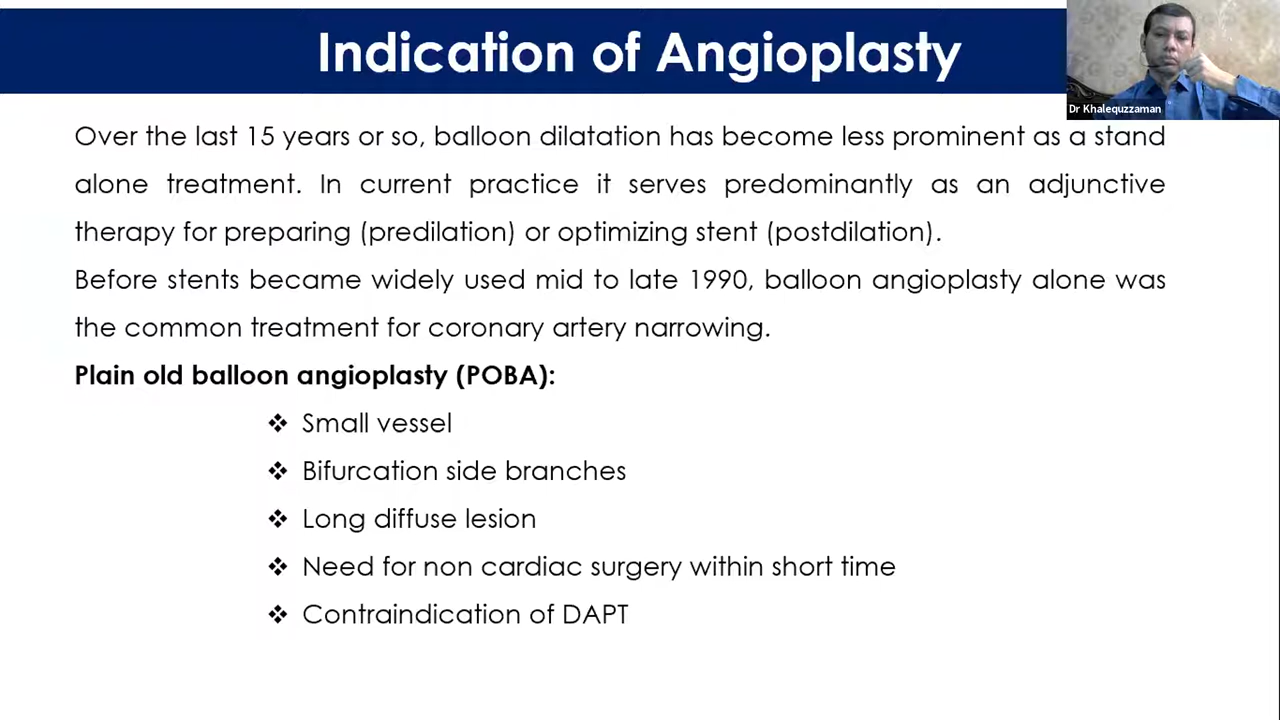 Indication of Angioplasty
Dr Khalequzzaman
Over the last 15 years or so, balloon dilatation has become less prominent as a stand
alone treatment. In current practice it serves predominantly as an adjunctive
therapy for preparing (predilation) or optimizing stent (postdilation).
Before stents became widely used mid to late 1990, balloon angioplasty alone was
the common treatment for coronary artery narrowing.
Plain old balloon angioplasty (POBA):
❖ Small vessel
❖ Bifurcation side branches
❖ Long diffuse lesion
❖ Need for non cardiac surgery within short time
❖ Contraindication of DAPT